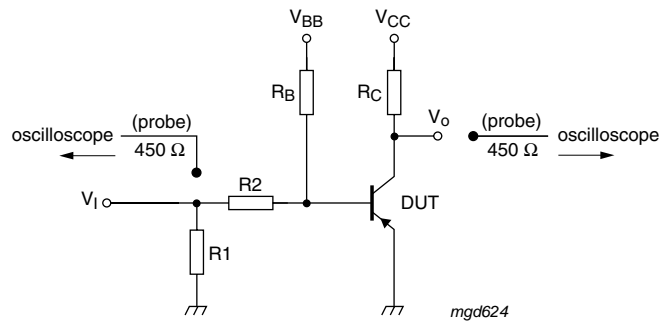 V_BB V_CC
R_B R_C
V_o
(probe) (probe)
oscilloscope oscilloscope
450 Ω 450 Ω
R2
V_I DUT
R1
mgd624